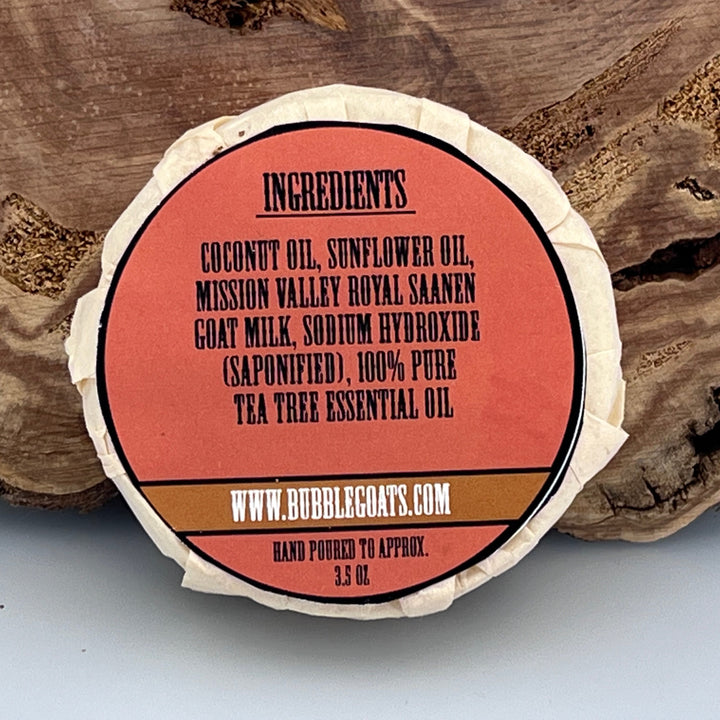 INGREDIENTS
COCONUT OIL, SUNFLOWER OIL,
MISSION VALLEY ROYAL SAANEN
GOAT MILK, SODIUM HYDROXIDE
(SAPONIFIED), 100% PURE
TEA TREE ESSENTIAL OIL
WWW.BUBBLEGOATS.COM
HAND POURED TO APPROX.
3.5 OZ